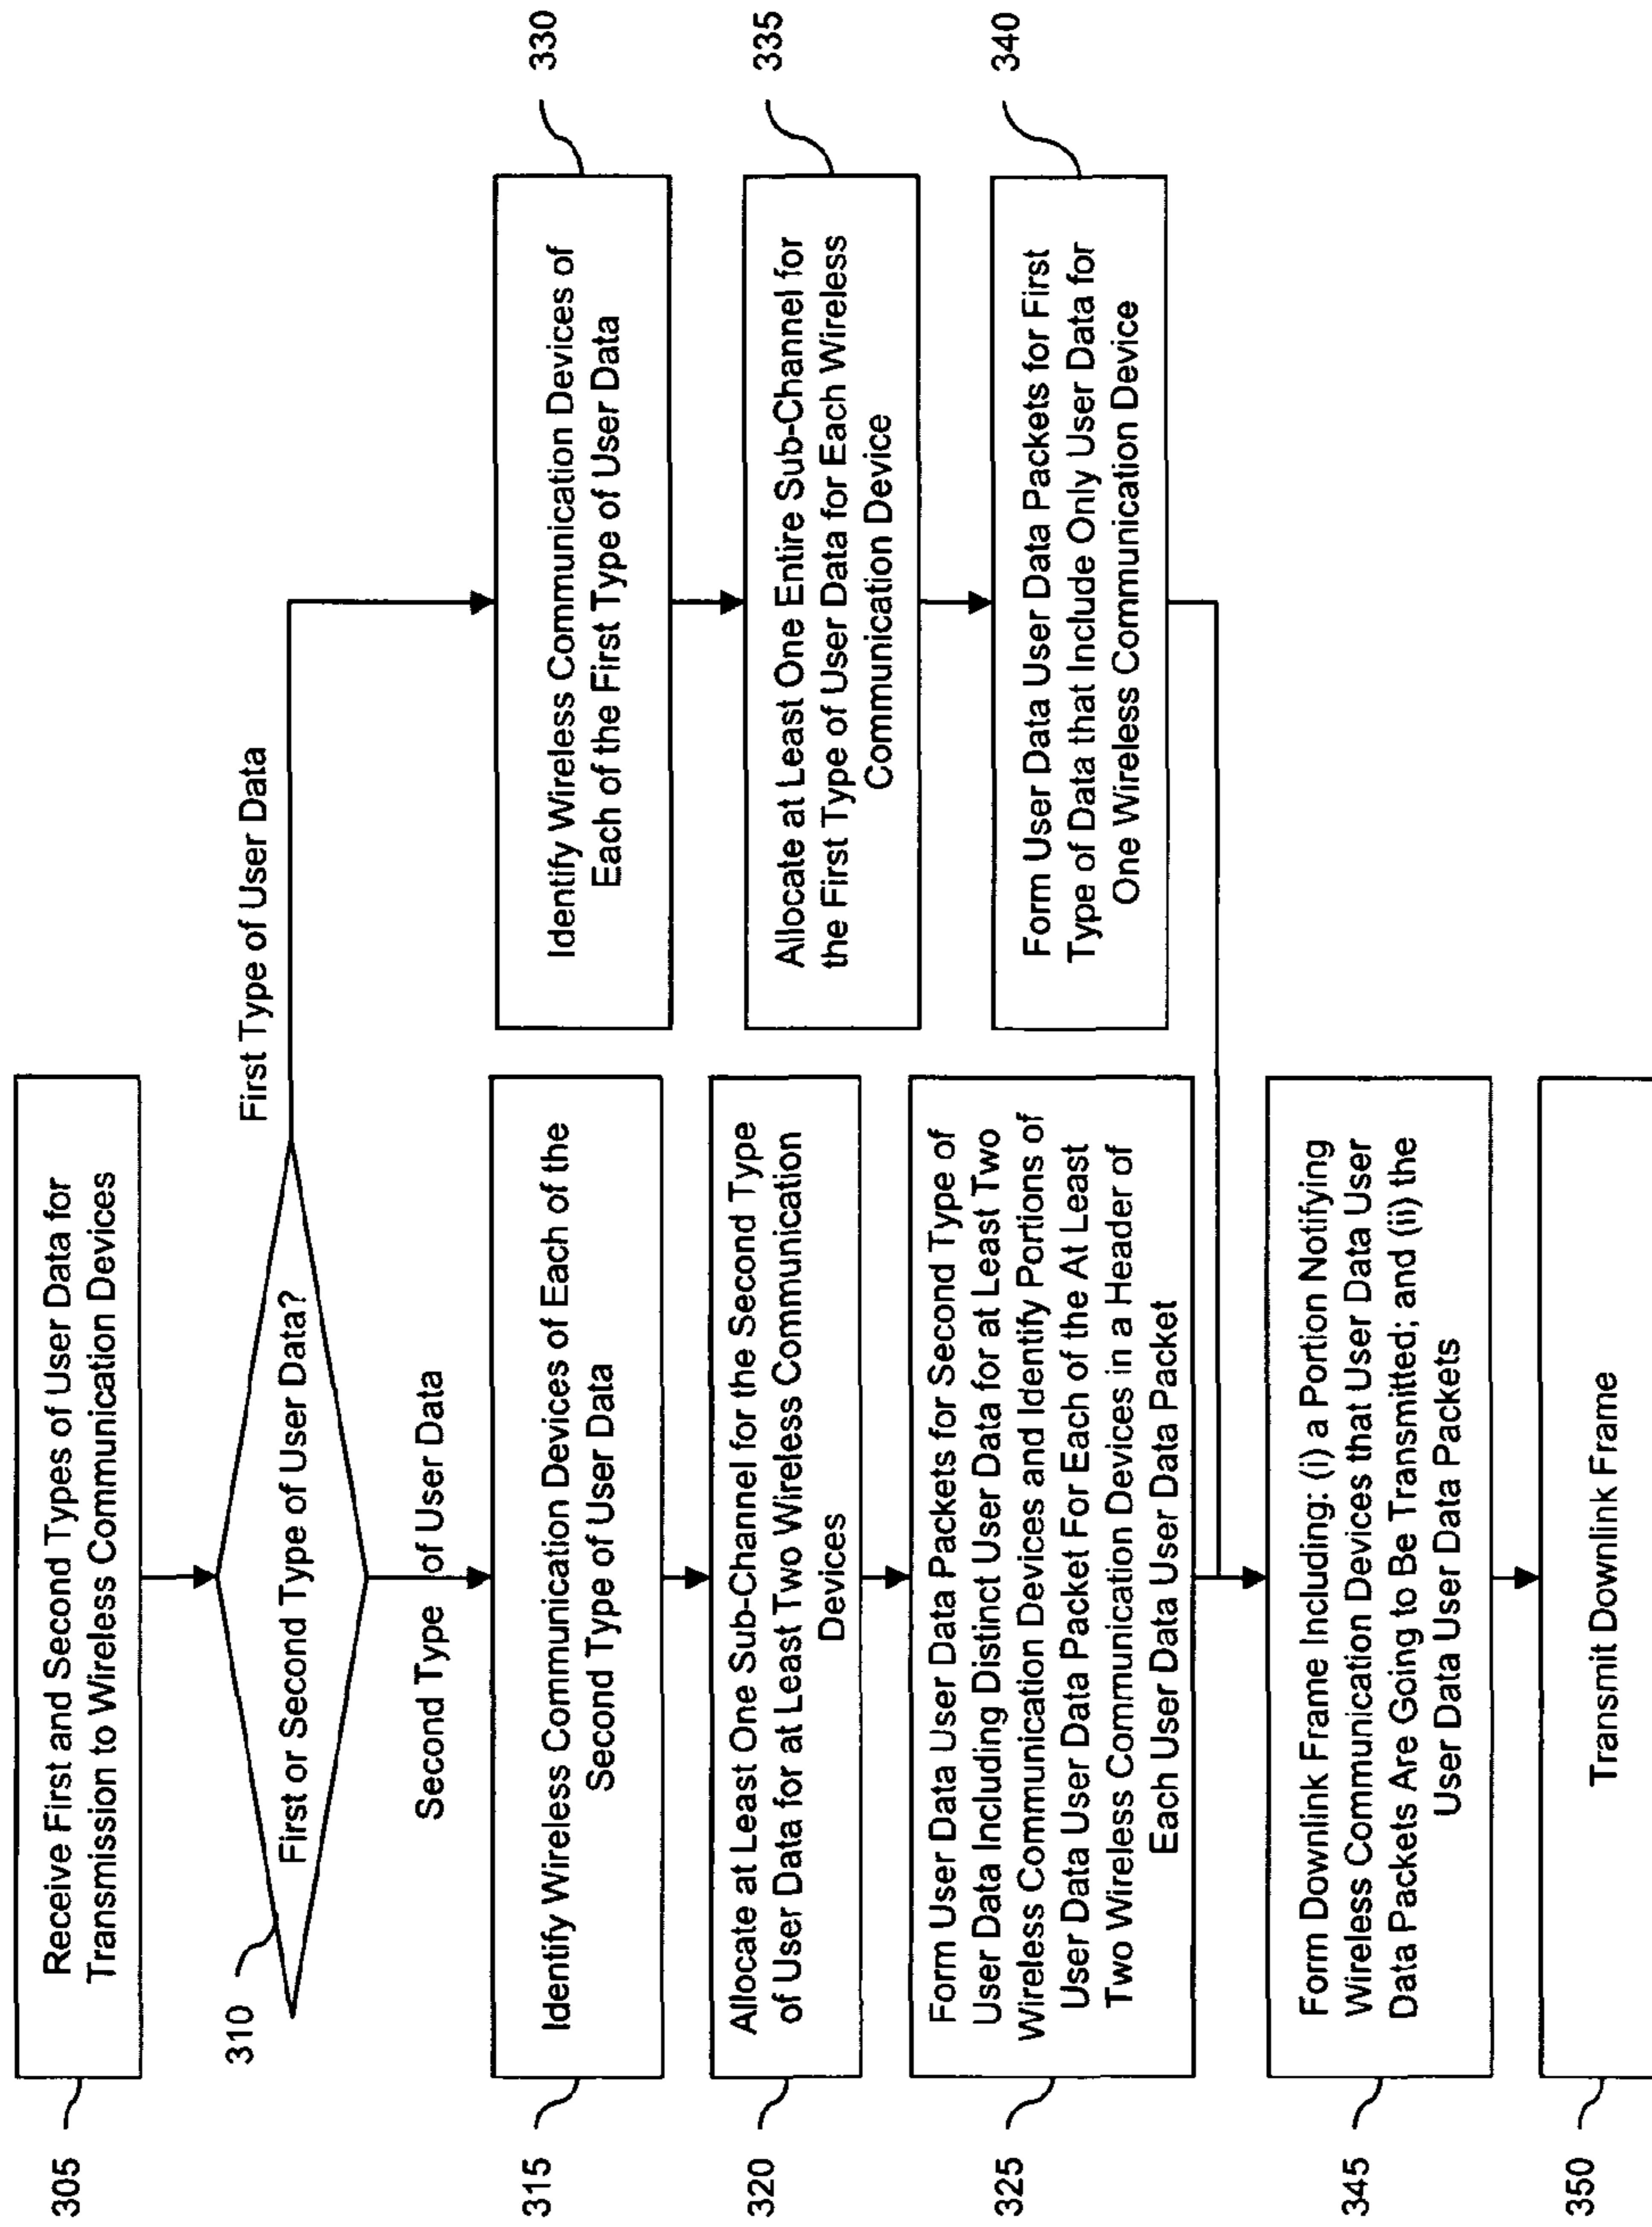 305
Receive First and Second Types of User Data for
Transmission to Wireless Communication Devices
310
First or Second Type of User Data?
First Type of User Data
Second Type of User Data
315
Identify Wireless Communication Devices of Each of the
Second Type of User Data
320
Allocate at Least One Sub-Channel for the Second Type
of User Data for at Least Two Wireless Communication
Devices
325
Form User Data User Data Packets for Second Type of
User Data Including Distinct User Data for at Least Two
Wireless Communication Devices and Identify Portions of
User Data User Data Packet For Each of the At Least
Two Wireless Communication Devices in a Header of
Each User Data User Data Packet
330
Identify Wireless Communication Devices of
Each of the First Type of User Data
335
Allocate at Least One Entire Sub-Channel for
the First Type of User Data for Each Wireless
Communication Device
340
Form User Data User Data Packets for First
Type of Data that Include Only User Data for
One Wireless Communication Device
345
Form Downlink Frame Including: (i) a Portion Notifying
Wireless Communication Devices that User Data User
Data Packets Are Going to Be Transmitted; and (ii) the
User Data User Data Packets
350
Transmit Downlink Frame